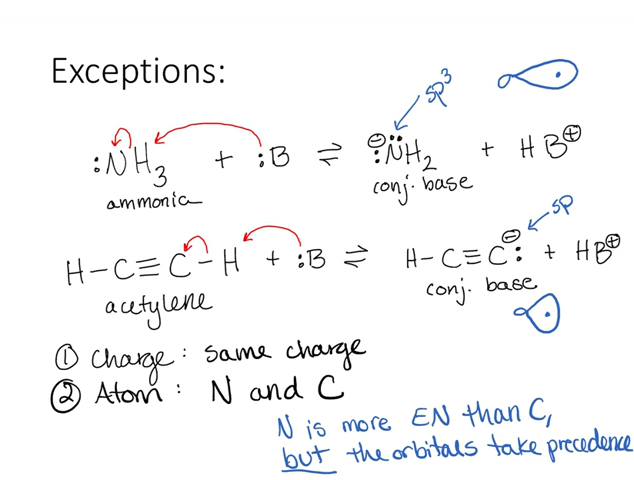 Exceptions:
sp³
:NH₃ + :B ⇌ :N̈H₂ ⊖ + HB⊕
ammonia conj. base
sp
H–C≡C–H + :B ⇌ H–C≡C:⊖ + HB⊕
acetylene conj. base
① Charge: same charge
② Atom: N and C
N is more EN than C,
but the orbitals take precedence